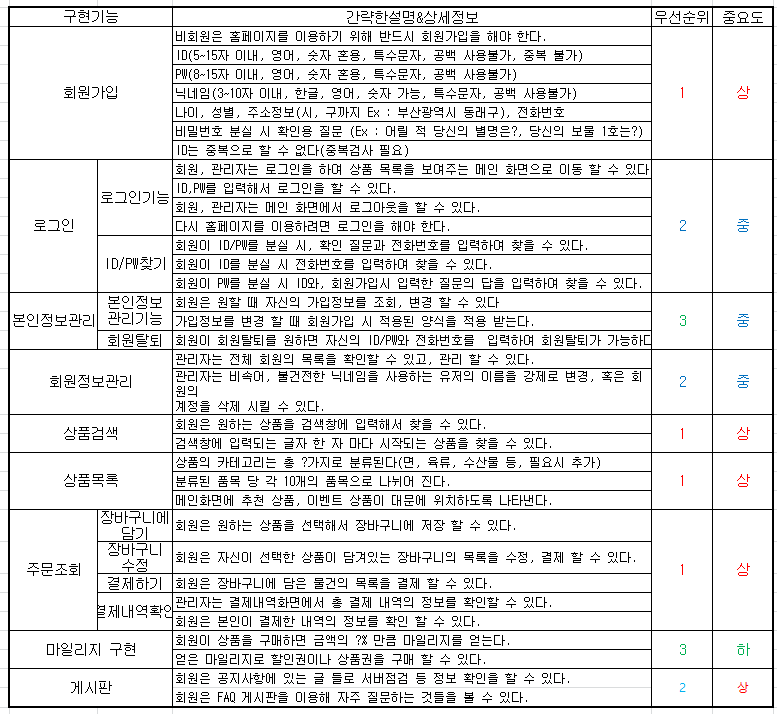 구현기능 간략한설명&상세정보 우선순위 중요도
회원가입
비회원은 홈페이지를 이용하기 위해 반드시 회원가입을 해야 한다.
ID(5~15자 이내, 영어, 숫자 혼용, 특수문자, 공백 사용불가, 중복 불가)
PW(8~15자 이내, 영어, 숫자 혼용, 특수문자, 공백 사용불가)
닉네임(3~10자 이내, 한글, 영어, 숫자 가능, 특수문자, 공백 사용불가)
나이, 성별, 주소정보(시, 구까지 Ex : 부산광역시 동래구), 전화번호
비밀번호 분실 시 확인용 질문 (Ex : 어릴 적 당신의 별명은?, 당신의 보물 1호는?)
ID는 중복으로 할 수 없다(중복검사 필요)
1 상
로그인
로그인기능
회원, 관리자는 로그인을 하여 상품 목록을 보여주는 메인 화면으로 이동 할 수 있다
ID,PW를 입력해서 로그인을 할 수 있다.
회원, 관리자는 메인 화면에서 로그아웃을 할 수 있다.
다시 홈페이지를 이용하려면 로그인을 해야 한다.
ID/PW찾기
회원이 ID/PW를 분실 시, 확인 질문과 전화번호를 입력하여 찾을 수 있다.
회원이 ID를 분실 시 전화번호를 입력하여 찾을 수 있다.
회원이 PW를 분실 시 ID와, 회원가입시 입력한 질문의 답을 입력하여 찾을 수 있다.
2 중
본인정보관리
본인정보
관리기능
회원은 원할 때 자신의 가입정보를 조회, 변경 할 수 있다
가입정보를 변경 할 때 회원가입 시 적용된 양식을 적용 받는다.
회원탈퇴
회원이 회원탈퇴를 원하면 자신의 ID/PW와 전화번호를 입력하여 회원탈퇴가 가능하다
3 중
회원정보관리
관리자는 전체 회원의 목록을 확인할 수 있고, 관리 할 수 있다.
관리자는 비속어, 불건전한 닉네임을 사용하는 유저의 이름을 강제로 변경, 혹은 회
원의
계정을 삭제 시킬 수 있다.
2 중
상품검색
회원은 원하는 상품을 검색창에 입력해서 찾을 수 있다.
검색창에 입력되는 글자 한 자 마다 시작되는 상품을 찾을 수 있다.
1 상
상품목록
상품의 카테고리는 총 ?가지로 분류된다(면, 육류, 수산물 등, 필요시 추가)
분류된 품목 당 각 10개의 품목으로 나뉘어 진다.
메인화면에 추천 상품, 이벤트 상품이 대문에 위치하도록 나타낸다.
1 상
주문조회
장바구니에
담기
회원은 원하는 상품을 선택해서 장바구니에 저장 할 수 있다.
장바구니
수정
회원은 자신이 선택한 상품이 담겨있는 장바구니의 목록을 수정, 결제 할 수 있다.
결제하기
회원은 장바구니에 담은 물건의 목록을 결제 할 수 있다.
결제내역확인
관리자는 결제내역화면에서 총 결제 내역의 정보를 확인할 수 있다.
회원은 본인이 결제한 내역의 정보를 확인 할 수 있다.
1 상
마일리지 구현
회원이 상품을 구매하면 금액의 ?% 만큼 마일리지를 얻는다.
얻은 마일리지로 할인권이나 상품권을 구매 할 수 있다.
3 하
게시판
회원은 공지사항에 있는 글 들로 서버점검 등 정보 확인을 할 수 있다.
회원은 FAQ 게시판을 이용해 자주 질문하는 것들을 볼 수 있다.
2 상